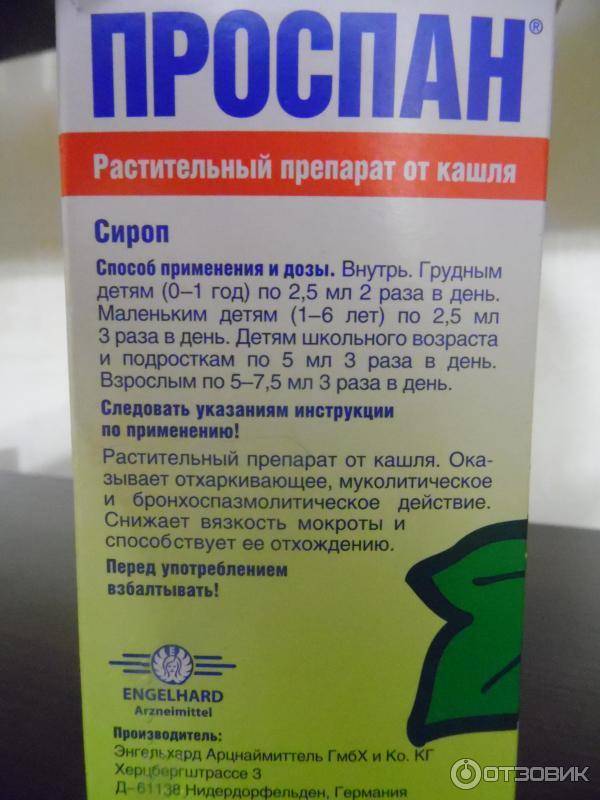 ПРОСПАН®
Растительный препарат от кашля
Сироп
Способ применения и дозы. Внутрь. Грудным
детям (0–1 год) по 2,5 мл 2 раза в день.
Маленьким детям (1–6 лет) по 2,5 мл
3 раза в день. Детям школьного возраста
и подросткам по 5 мл 3 раза в день.
Взрослым по 5–7,5 мл 3 раза в день.
Следовать указаниям инструкции
по применению!
Растительный препарат от кашля. Ока-
зывает отхаркивающее, муколитическое
и бронхоспазмолитическое действие.
Снижает вязкость мокроты и
способствует ее отхождению.
Перед употреблением
взбалтывать!
ENGELHARD
Arzneimittel
Производитель:
Энгельхард Арцнаймиттель ГмбХ и Ко. КГ
Херцбергштрассе 3
Д–61138 Нидердорфельден, Германия
ОТЗОВИК